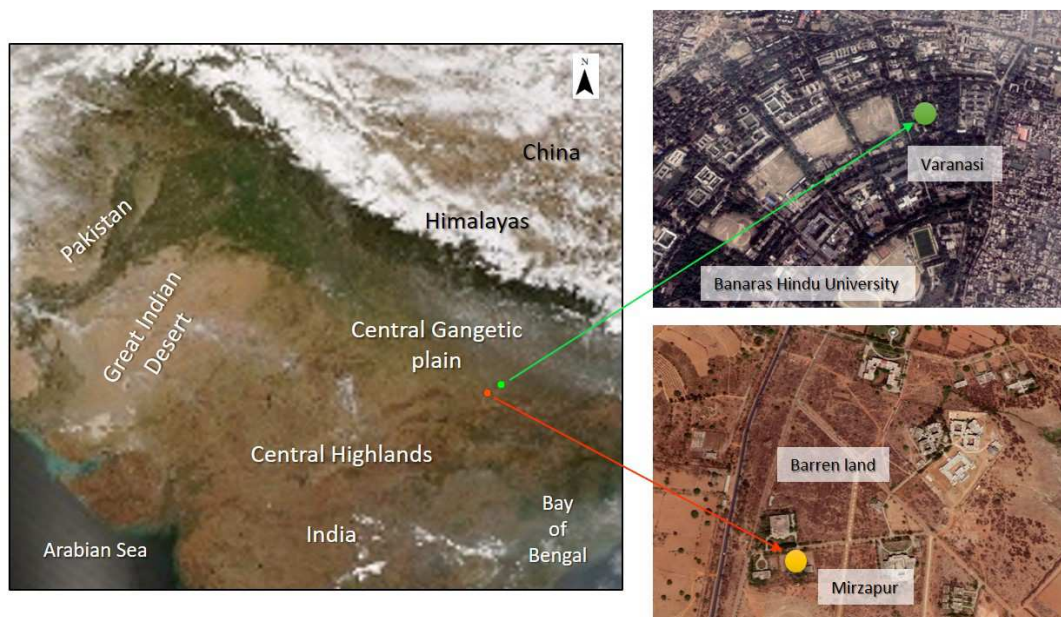 N
China
Himalayas
Pakistan
Great Indian
Desert
Central Gangetic
plain
Central Highlands
India
Bay
of
Bengal
Arabian Sea
Varanasi
Banaras Hindu University
Barren land
Mirzapur